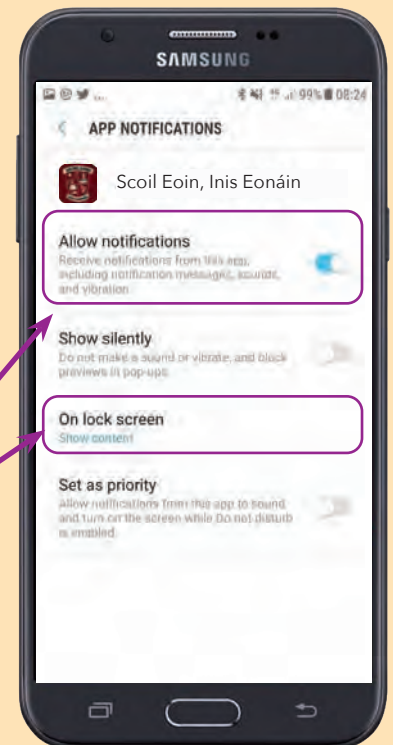 SAMSUNG
99% 08:24
APP NOTIFICATIONS
Scoil Eoin, Inis Eonáin
Allow notifications
Receive notifications from this app,
including notification messages, sounds,
and vibration
Show silently
Do not make a sound or vibrate, and block
previews in pop-ups.
On lock screen
Show content
Set as priority
Allow notifications from this app to sound
and turn on the screen while Do not disturb
is enabled.